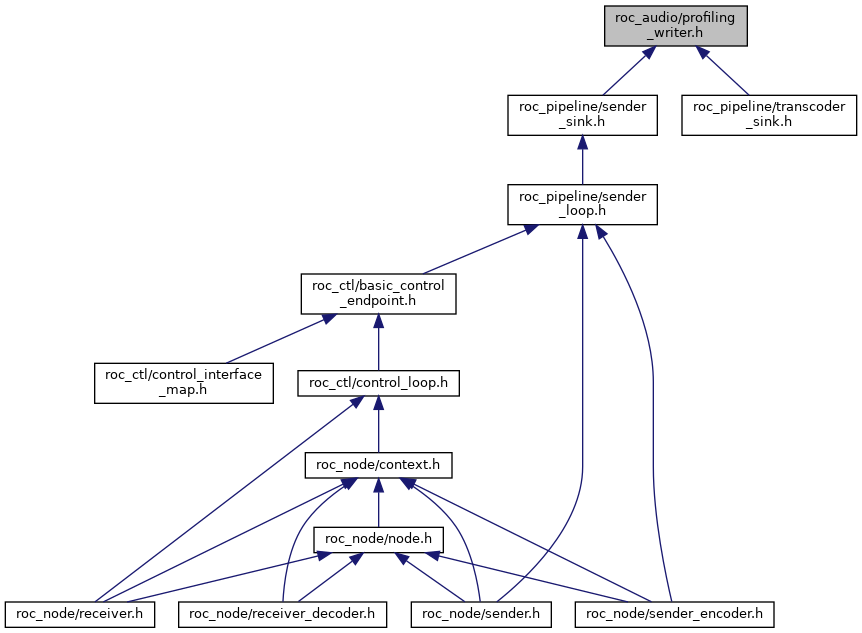 roc_audio/profiling
_writer.h
roc_pipeline/sender
_sink.h
roc_pipeline/transcoder
_sink.h
roc_pipeline/sender
_loop.h
roc_ctl/basic_control
_endpoint.h
roc_ctl/control_interface
_map.h
roc_ctl/control_loop.h
roc_node/context.h
roc_node/node.h
roc_node/receiver.h
roc_node/receiver_decoder.h
roc_node/sender.h
roc_node/sender_encoder.h